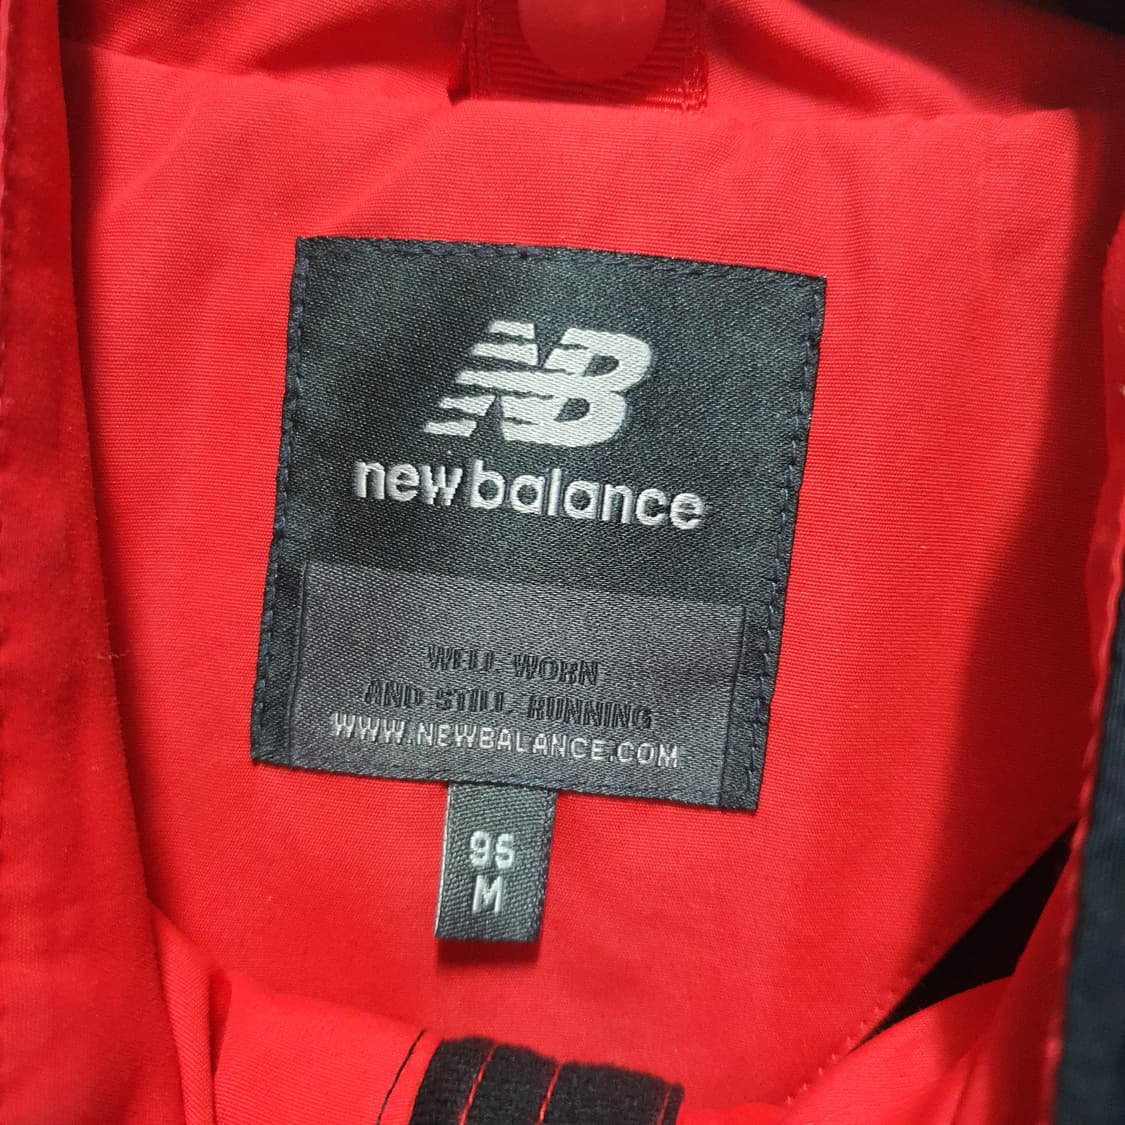 NB
new balance
WELL WORN
AND STILL RUNNING
WWW.NEWBALANCE.COM
95
M